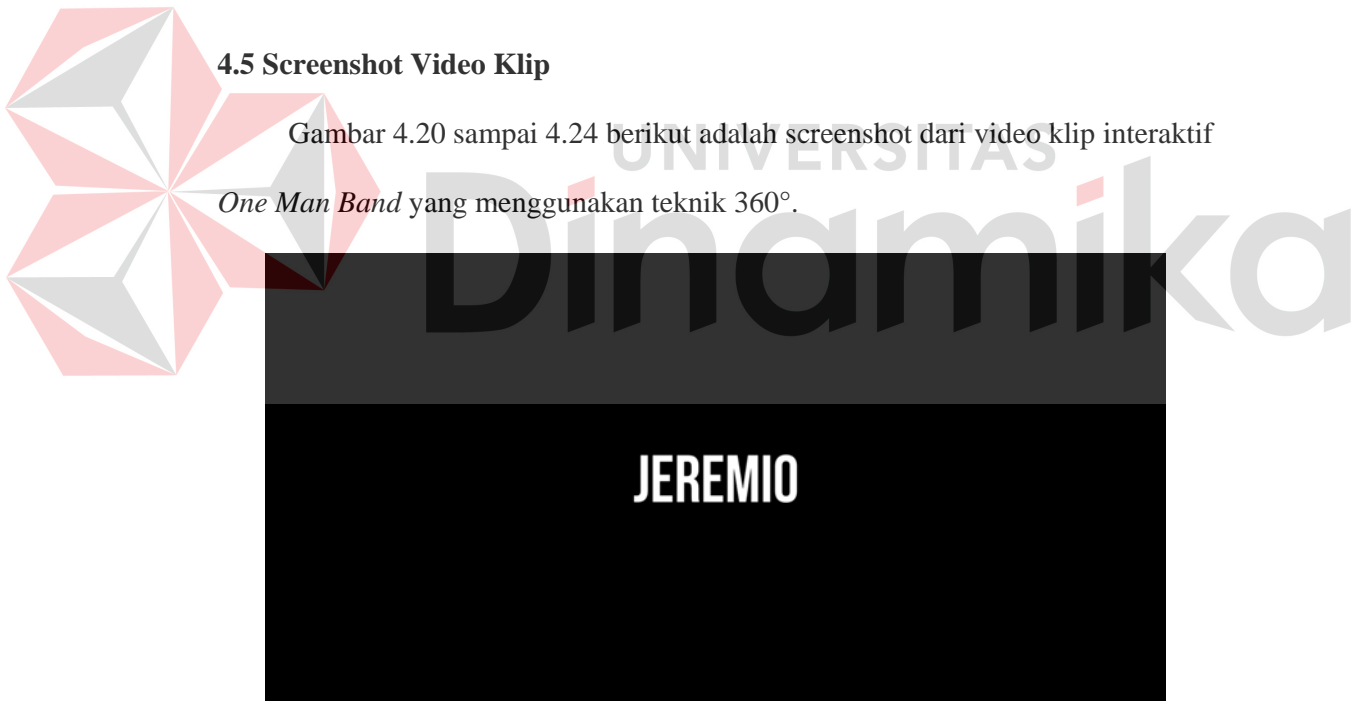 4.5 Screenshot Video Klip
Gambar 4.20 sampai 4.24 berikut adalah screenshot dari video klip interaktif
One Man Band yang menggunakan teknik 360°.
UNIVERSITAS
Dinamika
JEREMIO